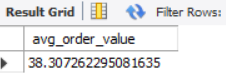 Result Grid Filter Rows:
avg_order_value
38.307262295081635